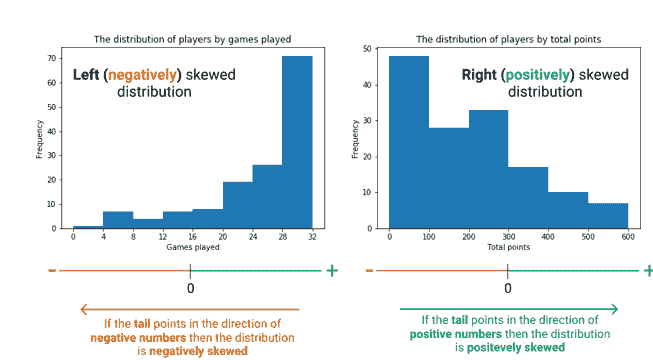 The distribution of players by games played
Left (negatively) skewed
distribution
Frequency
70
60
50
40
30
20
10
0
0 4 8 12 16 20 24 28 32
Games played
− 0 +
If the tail points in the direction of
negative numbers then the distribution
is negatively skewed
The distribution of players by total points
Right (positively) skewed
distribution
Frequency
50
40
30
20
10
0
0 100 200 300 400 500 600
Total points
− 0 +
If the tail points in the direction of
positive numbers then the distribution
is positevely skewed